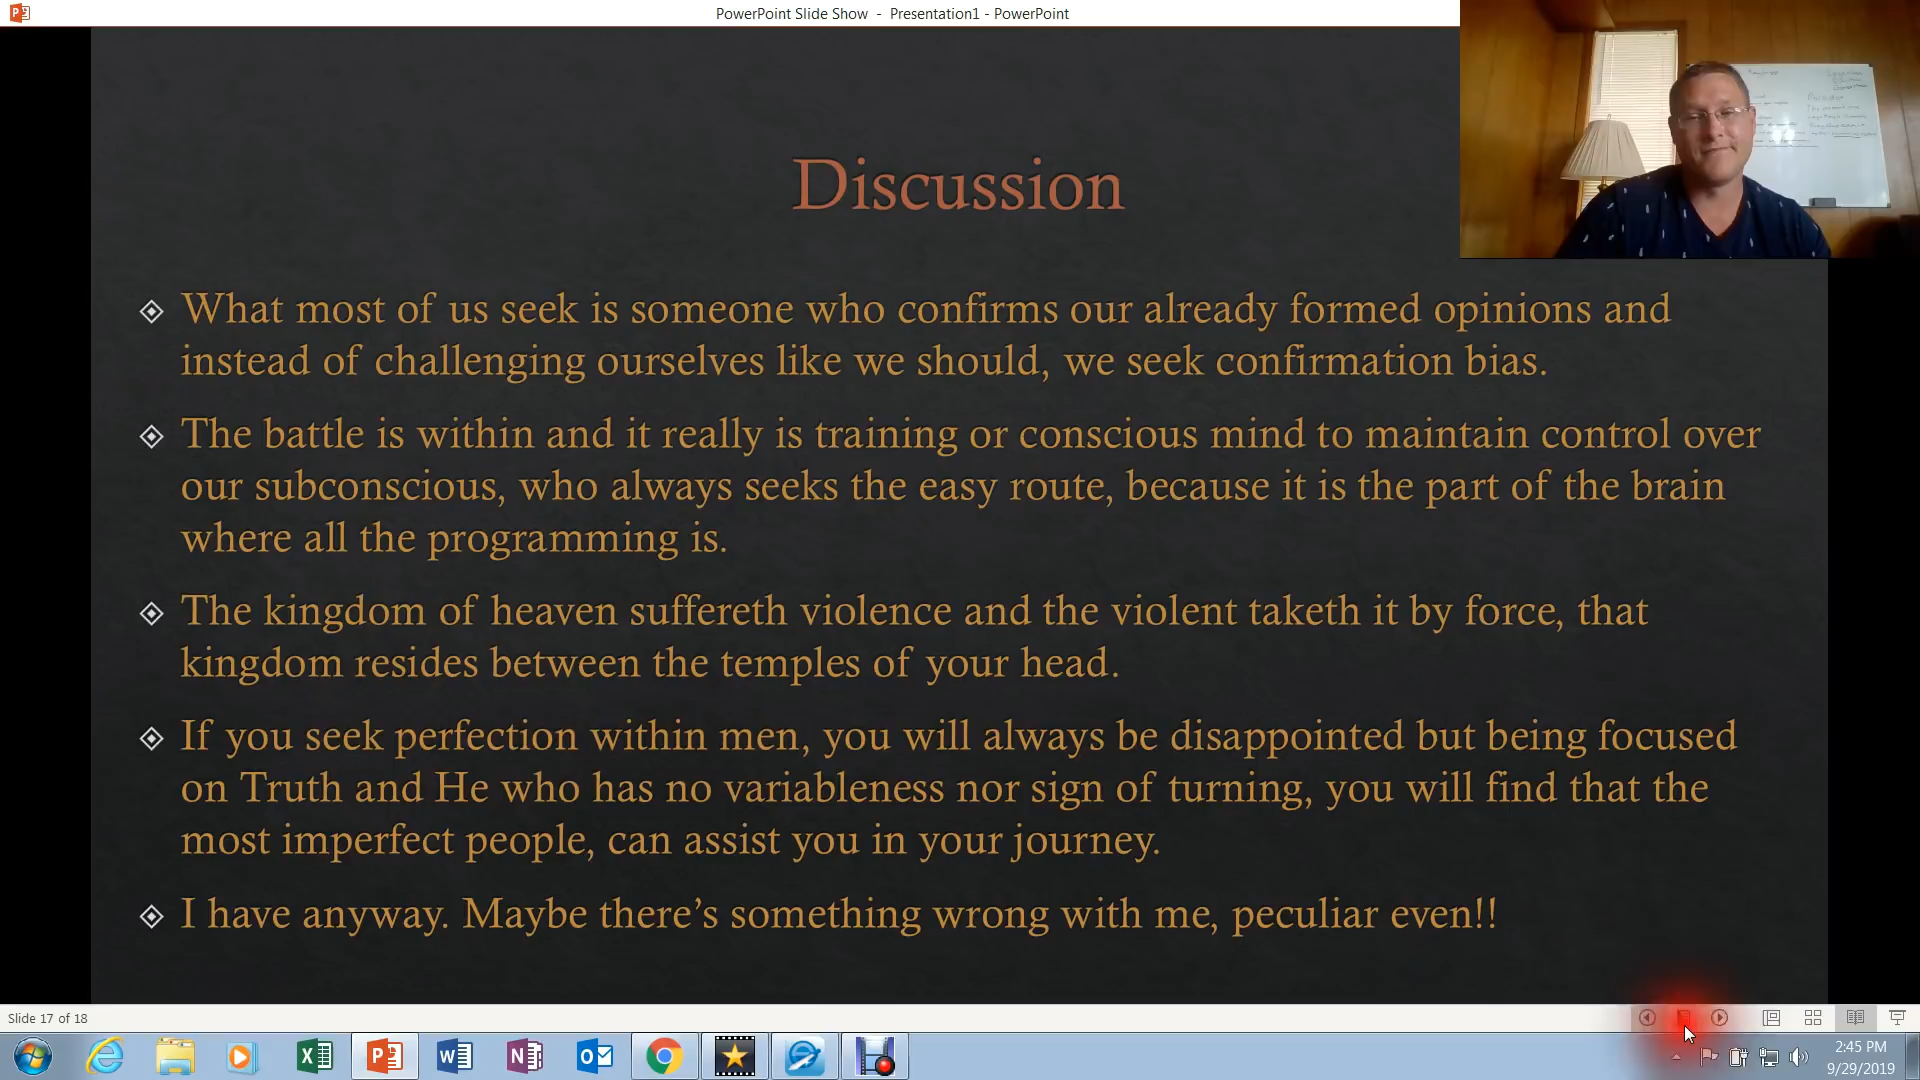 PowerPoint Slide Show - Presentation1 - PowerPoint
Discussion
What most of us seek is someone who confirms our already formed opinions and
instead of challenging ourselves like we should, we seek confirmation bias.
The battle is within and it really is training or conscious mind to maintain control over
our subconscious, who always seeks the easy route, because it is the part of the brain
where all the programming is.
The kingdom of heaven suffereth violence and the violent taketh it by force, that
kingdom resides between the temples of your head.
If you seek perfection within men, you will always be disappointed but being focused
on Truth and He who has no variableness nor sign of turning, you will find that the
most imperfect people, can assist you in your journey.
I have anyway. Maybe there’s something wrong with me, peculiar even!!
Slide 17 of 18
2:45 PM
9/29/2019